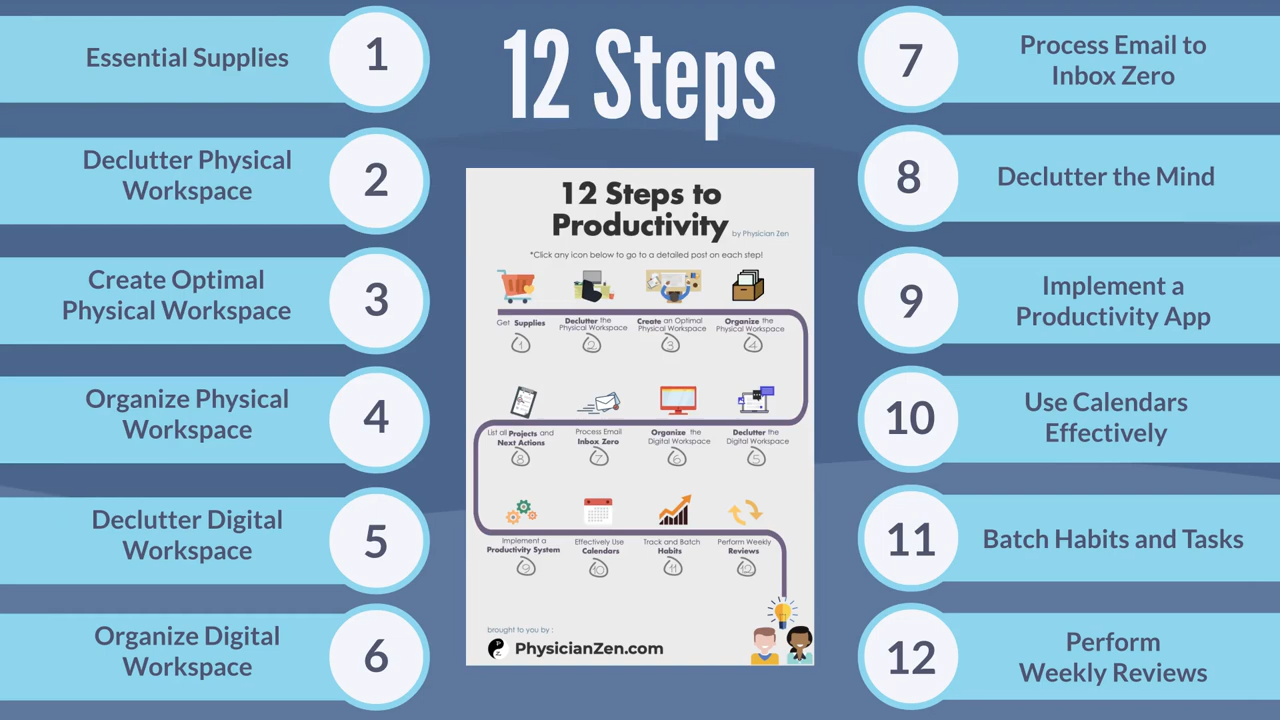 12 Steps
1
Essential Supplies
2
Declutter Physical
Workspace
3
Create Optimal
Physical Workspace
4
Organize Physical
Workspace
5
Declutter Digital
Workspace
6
Organize Digital
Workspace
12 Steps to
Productivity
by Physician Zen
*Click any icon below to go to a detailed post on each step!
Get Supplies
1
Declutter the
Physical Workspace
2
Create an Optimal
Physical Workspace
3
Organize the
Physical Workspace
4
List all Projects and
Next Actions
8
Process Email
Inbox Zero
7
Organize the
Digital Workspace
6
Declutter the
Digital Workspace
5
Implement a
Productivity System
9
Effectively Use
Calendars
10
Track and Batch
Habits
11
Perform Weekly
Reviews
12
brought to you by :
PhysicianZen.com
7
Process Email to
Inbox Zero
8
Declutter the Mind
9
Implement a
Productivity App
10
Use Calendars
Effectively
11
Batch Habits and Tasks
12
Perform
Weekly Reviews